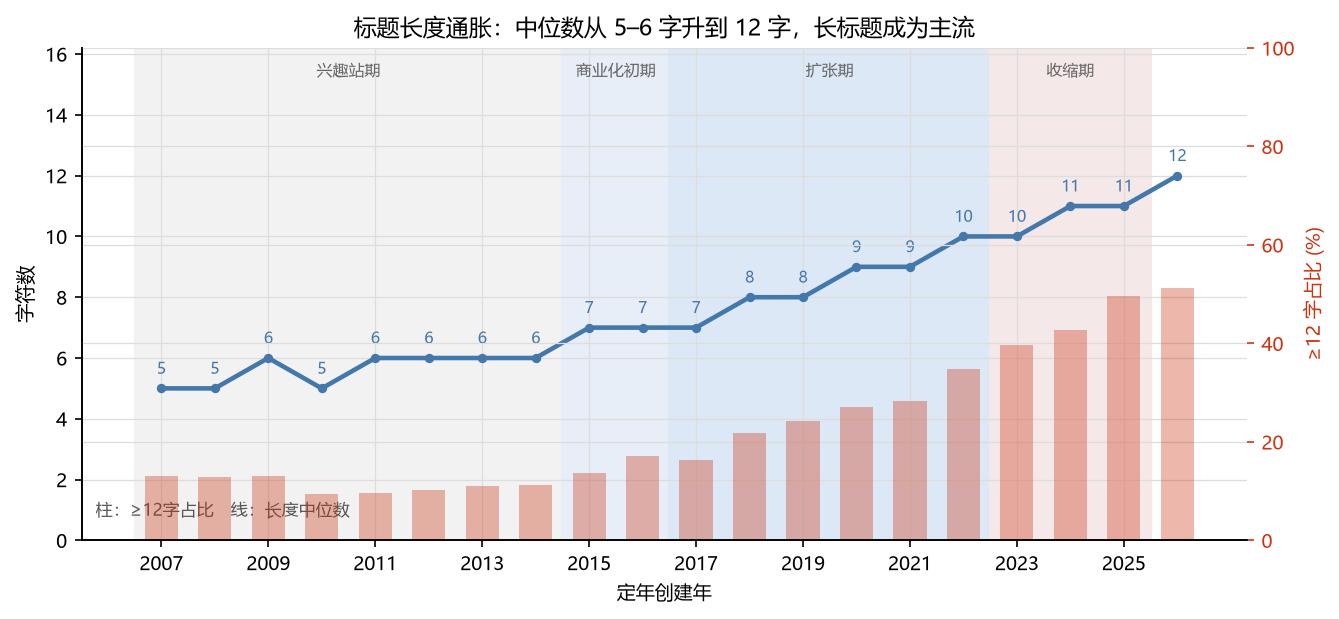 标题长度通胀：中位数从 5–6 字升到 12 字，长标题成为主流
兴趣站期 商业化初期 扩张期 收缩期
16
14
12
10
8
6
4
2
0
字符数
100
80
60
40
20
0
≥12 字占比 (%)
5 5 6 5 6 6 6 6 7 7 7 8 8 9 9 10 10 11 11 12
柱：≥12字占比 线：长度中位数
2007 2009 2011 2013 2015 2017 2019 2021 2023 2025
定年创建年